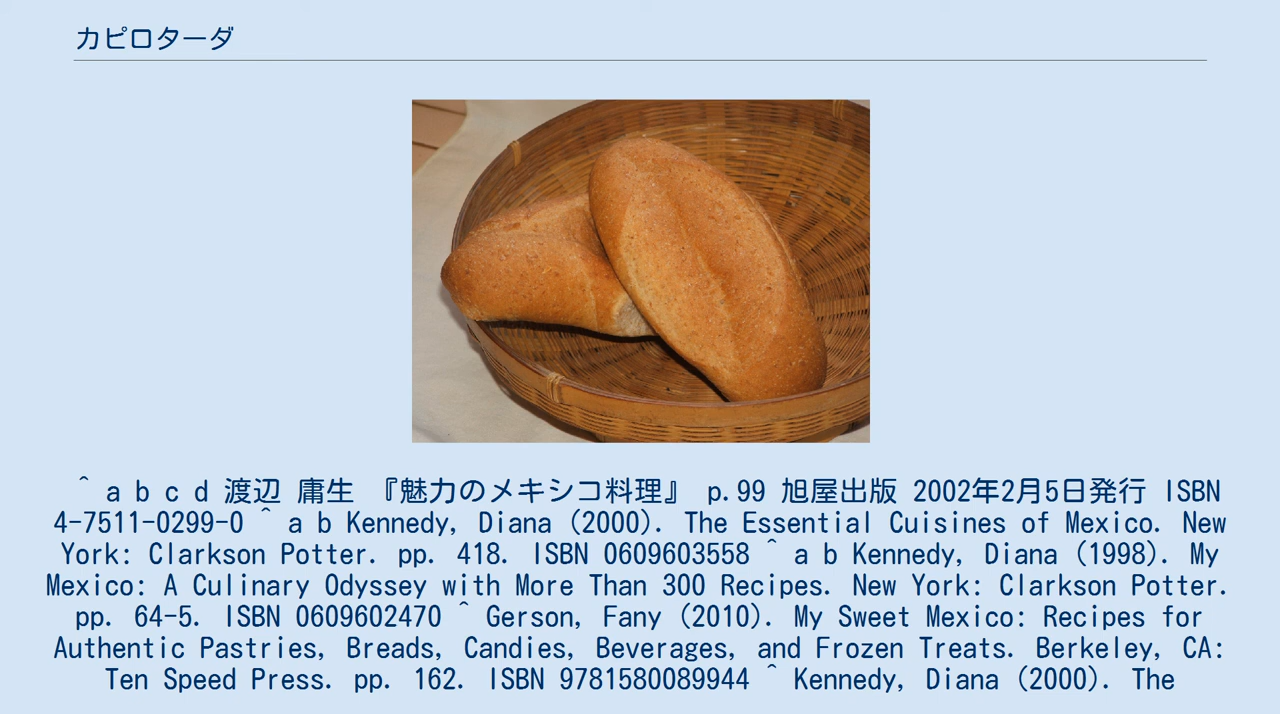 カピロターダ
^ a b c d 渡辺 庸生 『魅力のメキシコ料理』 p.99 旭屋出版 2002年2月5日発行 ISBN
4-7511-0299-0 ^ a b Kennedy, Diana (2000). The Essential Cuisines of Mexico. New
York: Clarkson Potter. pp. 418. ISBN 0609603558 ^ a b Kennedy, Diana (1998). My
Mexico: A Culinary Odyssey with More Than 300 Recipes. New York: Clarkson Potter.
pp. 64-5. ISBN 0609602470 ^ Gerson, Fany (2010). My Sweet Mexico: Recipes for
Authentic Pastries, Breads, Candies, Beverages, and Frozen Treats. Berkeley, CA:
Ten Speed Press. pp. 162. ISBN 9781580089944 ^ Kennedy, Diana (2000). The